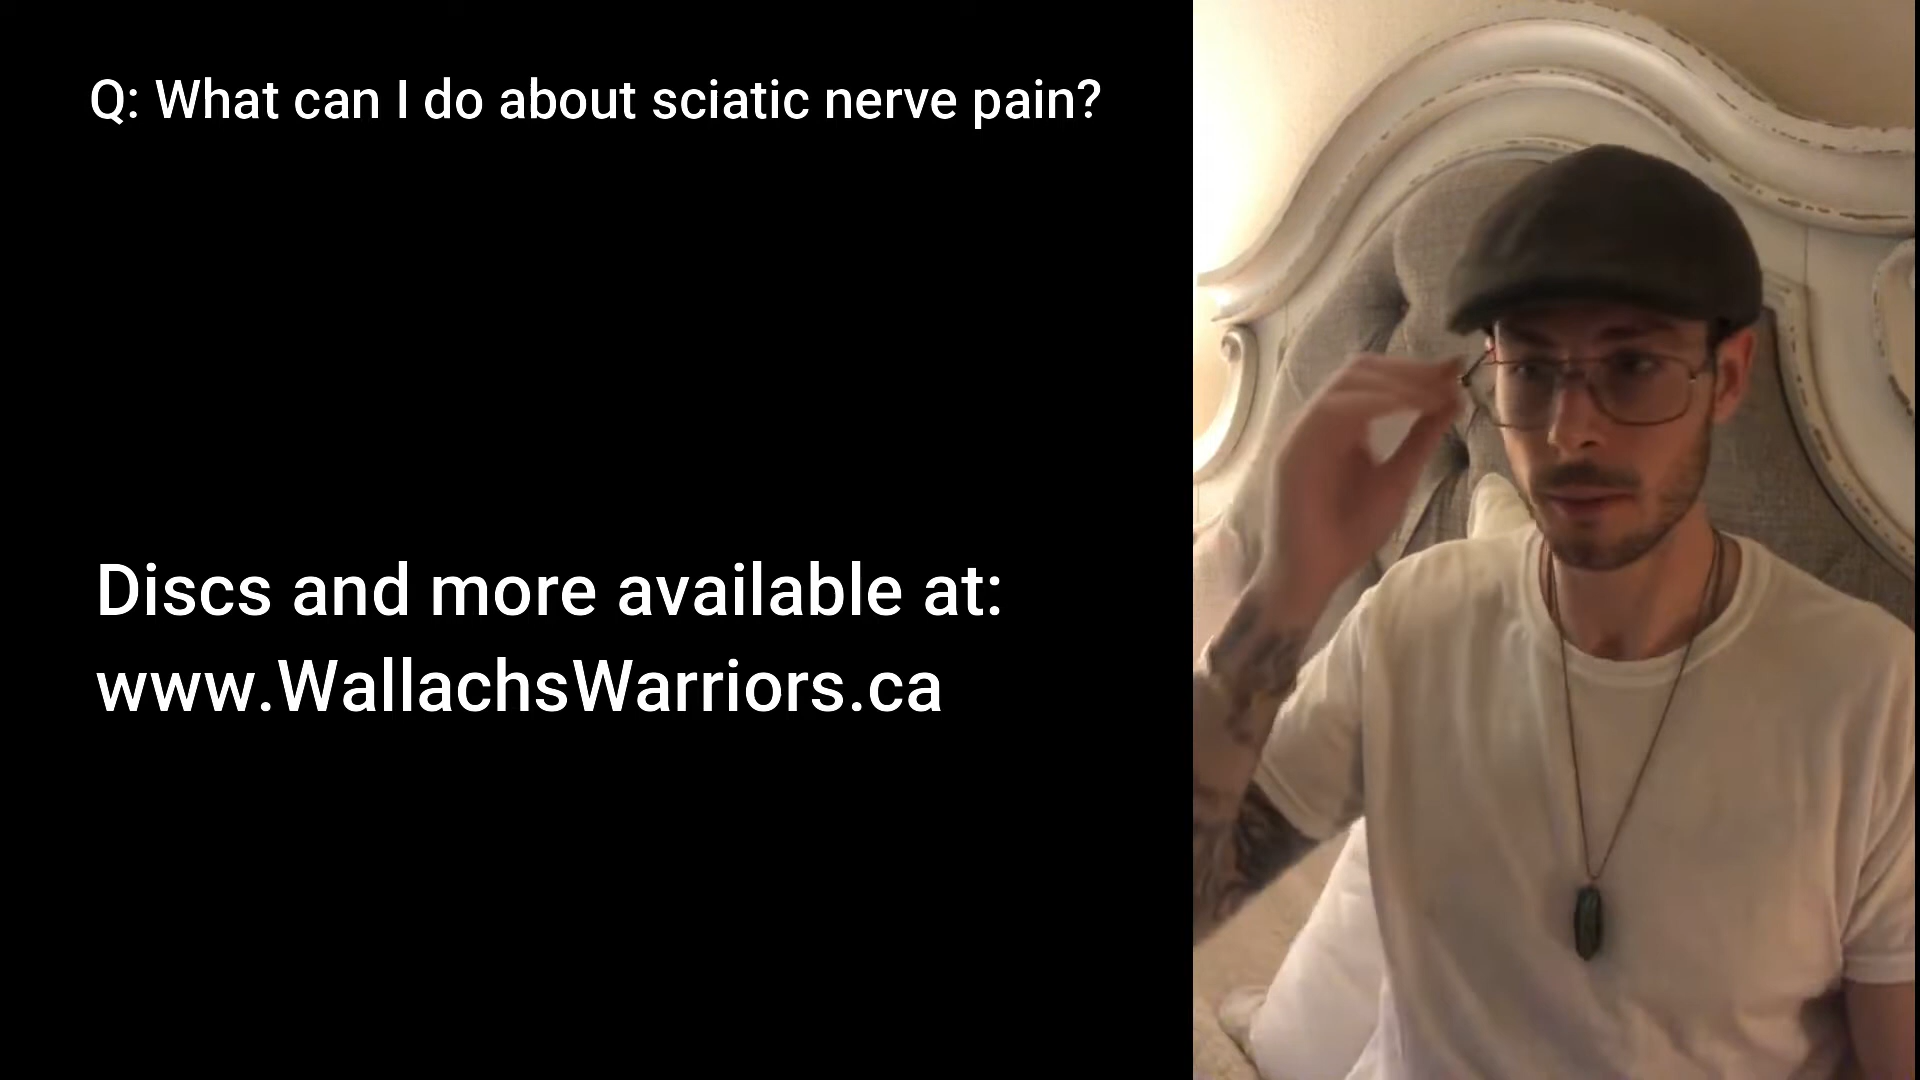 Q: What can I do about sciatic nerve pain?
Discs and more available at:
www.WallachsWarriors.ca